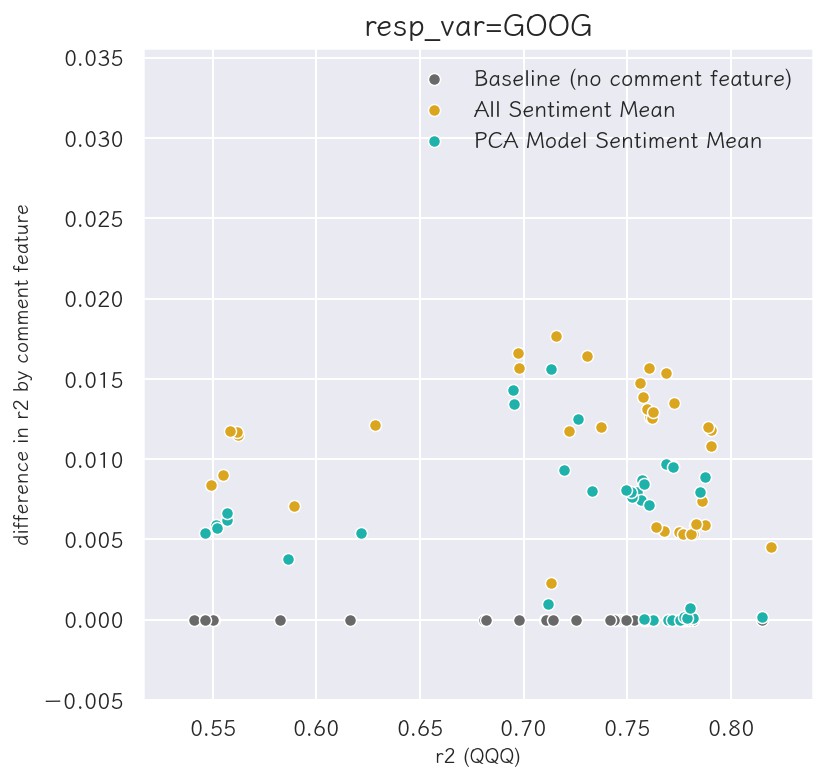 resp_var=GOOG
0.035
0.030
0.025
0.020
0.015
0.010
0.005
0.000
−0.005
difference in r2 by comment feature
Baseline (no comment feature)
All Sentiment Mean
PCA Model Sentiment Mean
0.55 0.60 0.65 0.70 0.75 0.80
r2 (QQQ)